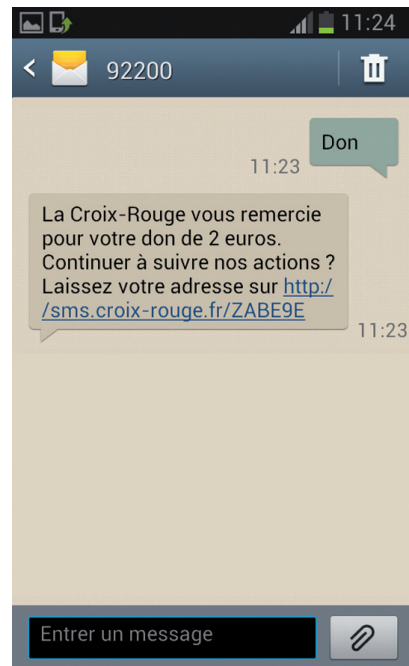 11:24
92200
Don
11:23
La Croix-Rouge vous remercie
pour votre don de 2 euros.
Continuer à suivre nos actions ?
Laissez votre adresse sur http:/
/sms.croix-rouge.fr/ZABE9E
11:23
Entrer un message